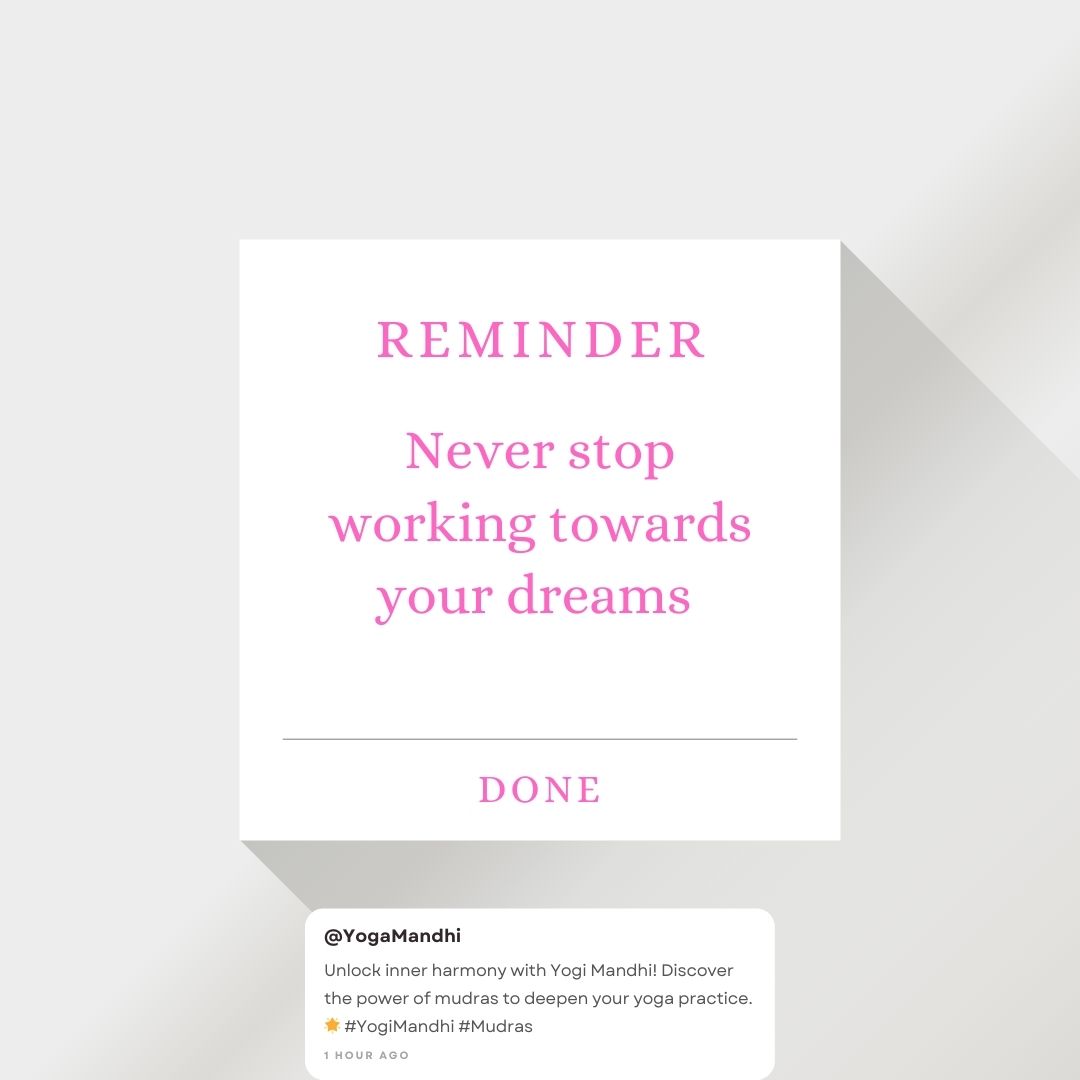 REMINDER
Never stop
working towards
your dreams
DONE
@YogaMandhi
Unlock inner harmony with Yogi Mandhi! Discover
the power of mudras to deepen your yoga practice.
🌟 #YogiMandhi #Mudras
1 HOUR AGO